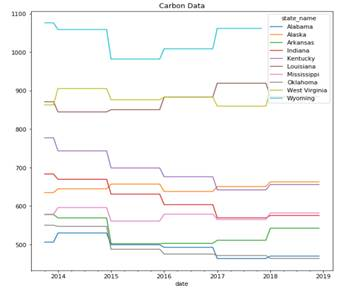 Carbon Data
1100
1000
900
800
700
600
500
state_name
Alabama
Alaska
Arkansas
Indiana
Kentucky
Louisiana
Mississippi
Oklahoma
West Virginia
Wyoming
2014
2015
2016
2017
2018
2019
date